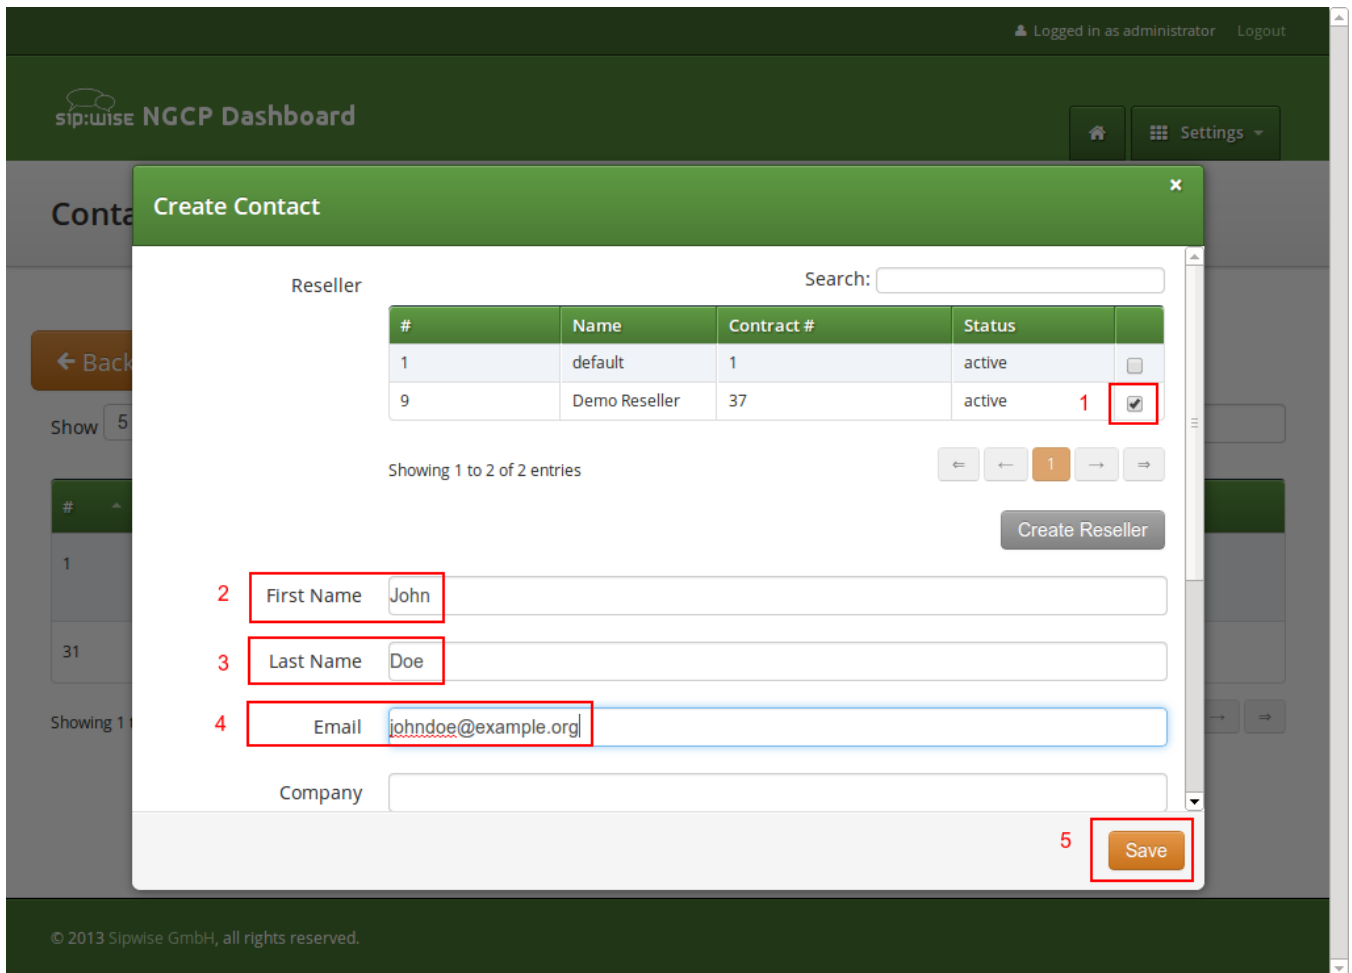 Logged in as administrator Logout
sip:wise NGCP Dashboard
Settings
Conta
Create Contact ×
Reseller Search:
# Name Contract # Status
1 default 1 active
9 Demo Reseller 37 active 1
Showing 1 to 2 of 2 entries ⇐ ← 1 → ⇒
Create Reseller
2 First Name John
3 Last Name Doe
4 Email johndoe@example.org
Company
5 Save
← Back
Show 5
#
1
31
Showing 1 t → ⇒
© 2013 Sipwise GmbH, all rights reserved.